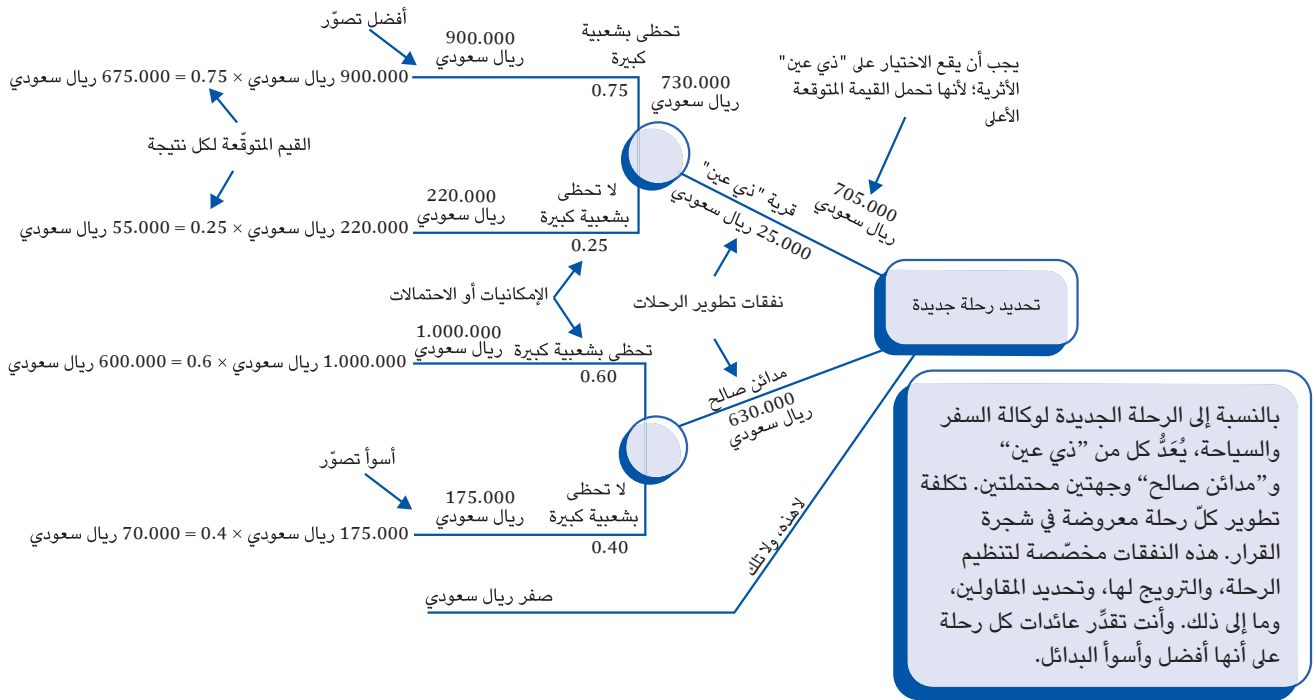 أفضل تصوّر
900.000
ريال سعودي
تحظى بشعبية
كبيرة
0.75
730.000
ريال سعودي
يجب أن يقع الاختيار على "ذي عين"
الأثرية؛ لأنها تحمل القيمة المتوقعة
الأعلى
900.000 ريال سعودي × 0.75 = 675.000 ريال سعودي
القيم المتوقّعة لكل نتيجة
220.000
ريال سعودي
لا تحظى
بشعبية كبيرة
0.25
220.000 ريال سعودي × 0.25 = 55.000 ريال سعودي
قرية "ذي عين"
25.000 ريال سعودي
705.000
ريال سعودي
الإمكانيات أو الاحتمالات
نفقات تطوير الرحلات
تحديد رحلة جديدة
1.000.000
ريال سعودي
تحظى بشعبية كبيرة
0.60
1.000.000 ريال سعودي × 0.6 = 600.000 ريال سعودي
مدائن صالح
630.000
ريال سعودي
أسوأ تصوّر
175.000
ريال سعودي
لا تحظى
بشعبية كبيرة
0.40
175.000 ريال سعودي × 0.4 = 70.000 ريال سعودي
لا هذه، ولا تلك
صفر ريال سعودي
بالنسبة إلى الرحلة الجديدة لوكالة السفر
والسياحة، يُعَدُّ كل من ”ذي عين“
و”مدائن صالح“ وجهتين محتملتين. تكلفة
تطوير كلّ رحلة معروضة في شجرة
القرار. هذه النفقات مخصّصة لتنظيم
الرحلة، والترويج لها، وتحديد المقاولين،
وما إلى ذلك. وأنت تقدِّر عائدات كل رحلة
على أنها أفضل وأسوأ البدائل.